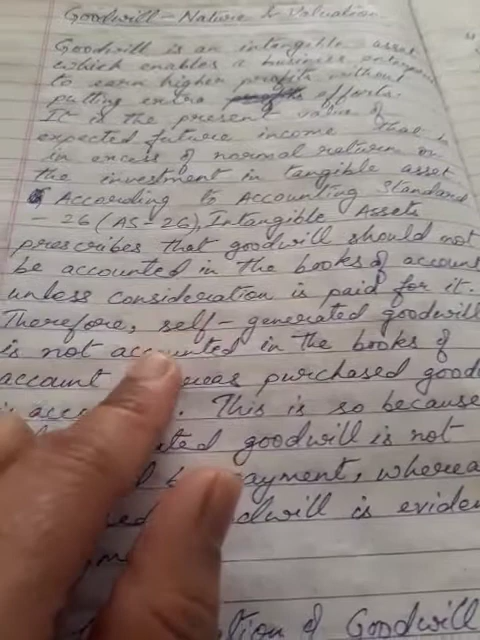 Goodwill - Nature & Valuation
Goodwill is an intangible asset
which enables a business
to earn higher profits without
putting extra efforts.
It is the present value of
expected future income that is
in excess of normal return on
the investment in tangible asset
According to Accounting Standard
- 26 (AS-26), Intangible Assets
prescribes that goodwill should not
be accounted in the books of account
unless consideration is paid for it.
Therefore, self-generated goodwill
is not accounted in the books of
account purchased good
This is so because
goodwill is not
payment, wherea
is eviden
of Goodwill